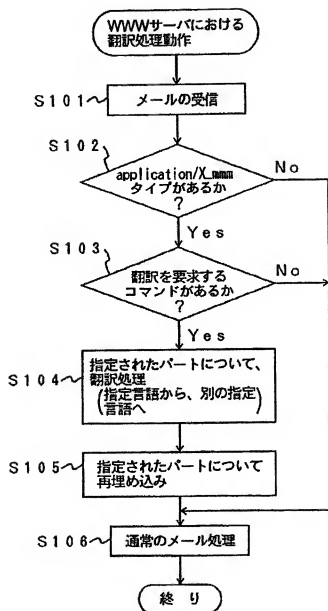 WWWサーバにおける
翻訳処理動作
S101
メールの受信
S102
application/X_mmm
タイプがあるか
?
No
Yes
S103
翻訳を要求する
コマンドがあるか
?
No
Yes
S104
指定されたパートについて、
翻訳処理
(指定言語から、別の指定
言語へ)
S105
指定されたパートについて
再埋め込み
S106
通常のメール処理
終り